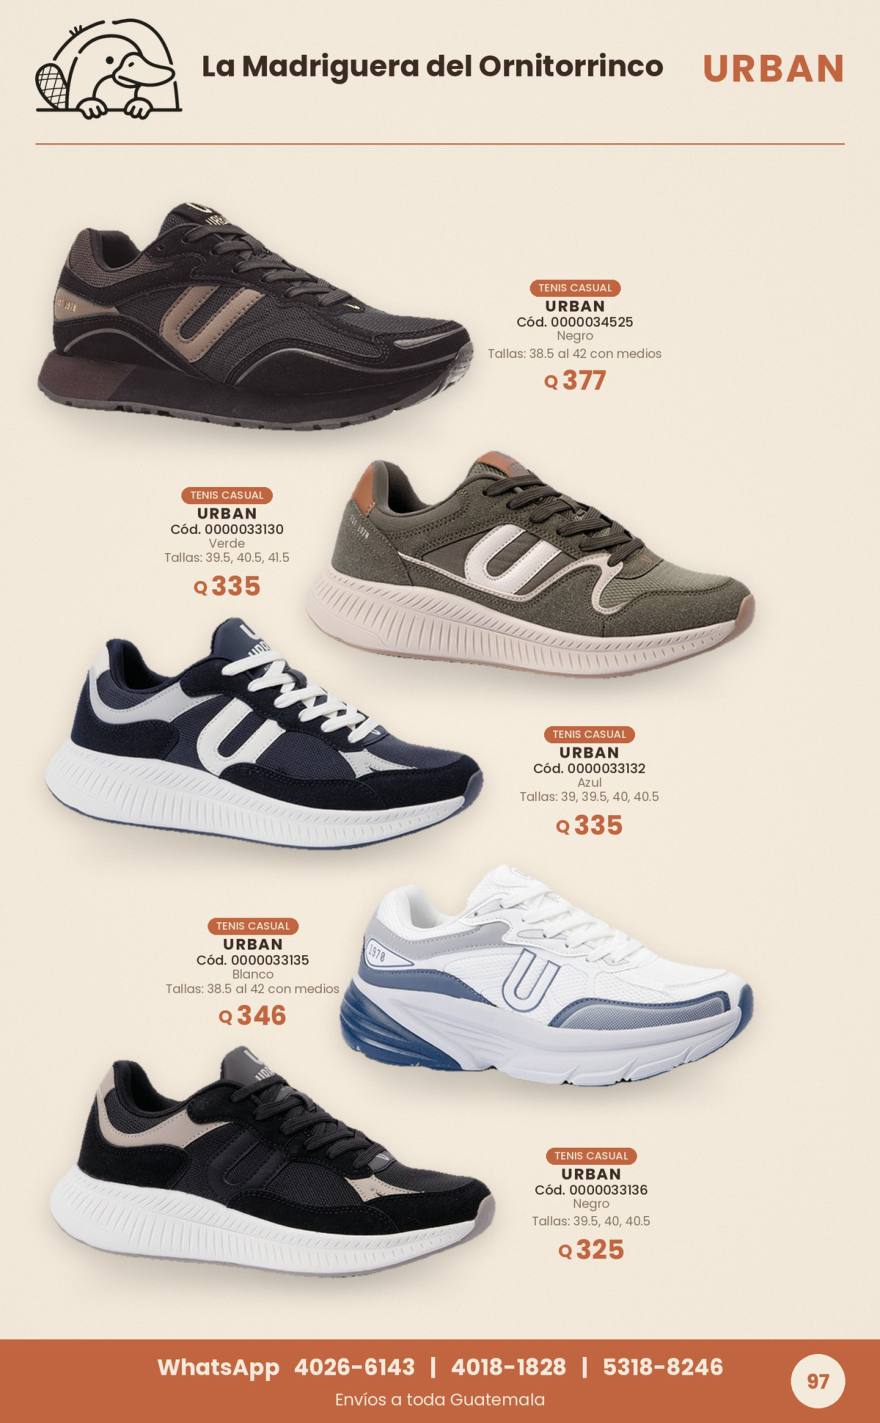 La Madriguera del Ornitorrinco
URBAN
TENIS CASUAL
URBAN
Cód. 0000034525
Negro
Tallas: 38.5 al 42 con medios
Q 377
TENIS CASUAL
URBAN
Cód. 0000033130
Verde
Tallas: 39.5, 40.5, 41.5
Q 335
TENIS CASUAL
URBAN
Cód. 0000033132
Azul
Tallas: 39, 39.5, 40, 40.5
Q 335
1970
U
TENIS CASUAL
URBAN
Cód. 0000033135
Blanco
Tallas: 38.5 al 42 con medios
Q 346
TENIS CASUAL
URBAN
Cód. 0000033136
Negro
Tallas: 39.5, 40, 40.5
Q 325
WhatsApp 4026-6143 | 4018-1828 | 5318-8246
Envíos a toda Guatemala
97